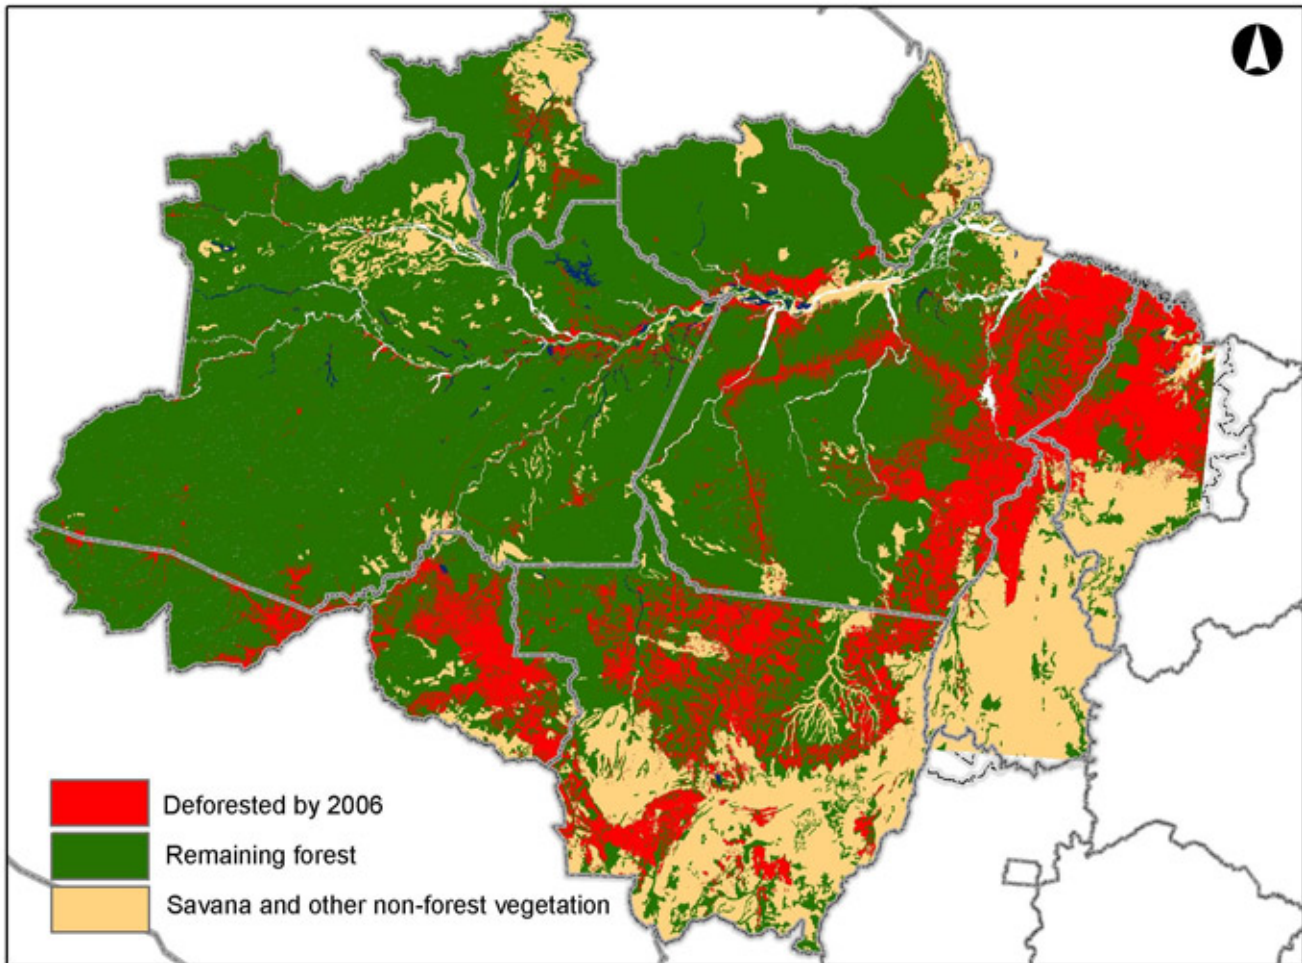 Deforested by 2006
Remaining forest
Savana and other non-forest vegetation